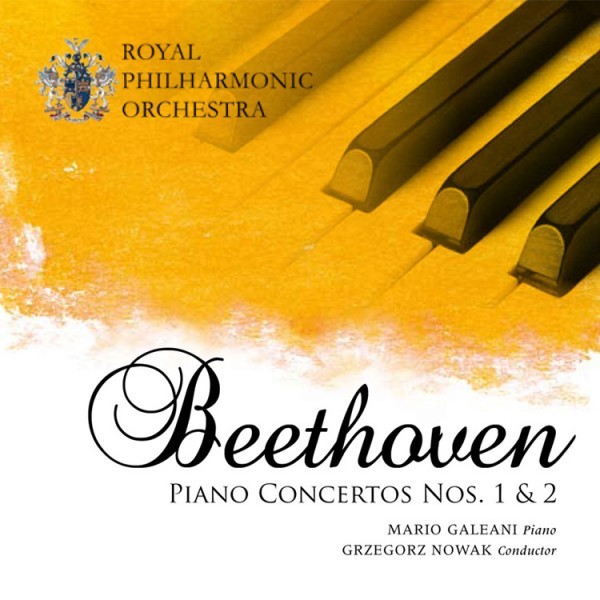 ROYAL
PHILHARMONIC
ORCHESTRA
Beethoven
PIANO CONCERTOS NOS. 1 & 2
MARIO GALEANI Piano
GRZEGORZ NOWAK Conductor